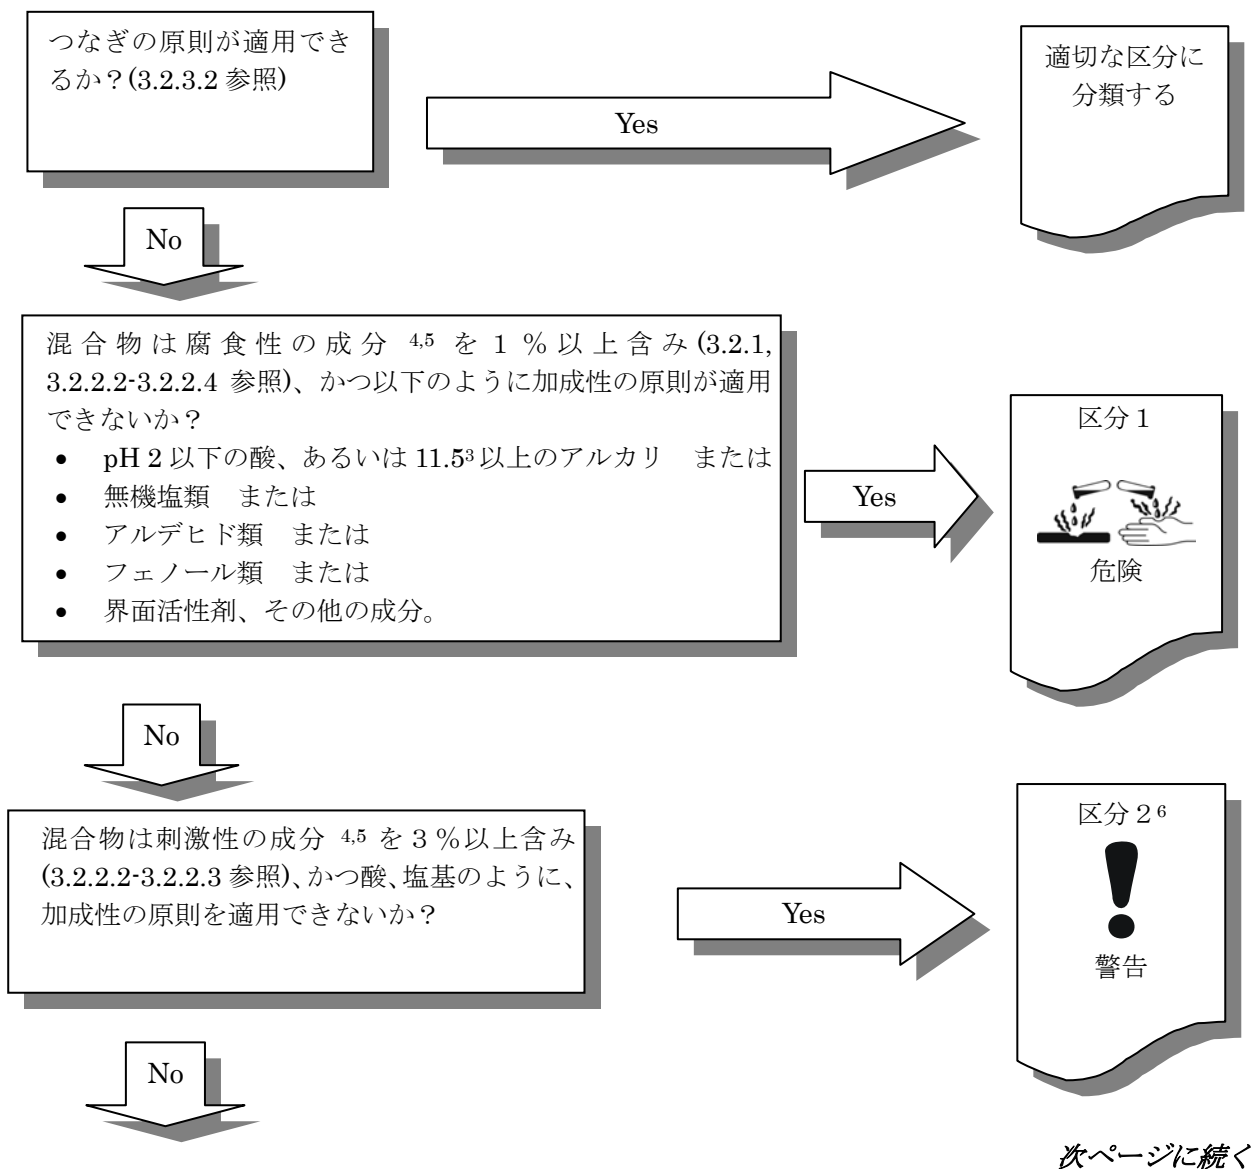 つなぎの原則が適用でき
るか？(3.2.3.2 参照)
Yes
適切な区分に
分類する
No
混合物は腐食性の成分 4,5 を１％以上含み(3.2.1,
3.2.2.2-3.2.2.4 参照)、かつ以下のように加成性の原則が適用
できないか？
• pH 2 以下の酸、あるいは 11.5³以上のアルカリ　または
• 無機塩類　または
• アルデヒド類　または
• フェノール類　または
• 界面活性剤、その他の成分。
Yes
区分１
危険
No
混合物は刺激性の成分 4,5 を３％以上含み
(3.2.2.2-3.2.2.3 参照)、かつ酸、塩基のように、
加成性の原則を適用できないか？
Yes
区分２6
警告
No
次ページに続く